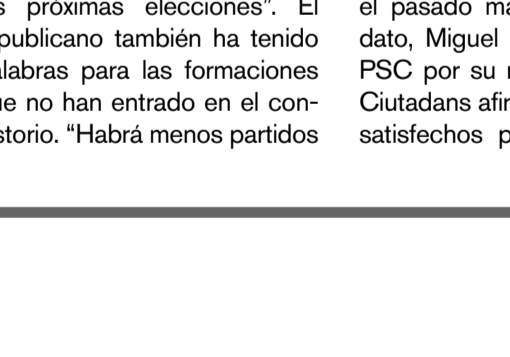 próximas elecciones”. El
publicano también ha tenido
labras para las formaciones
ue no han entrado en el con-
storio. “Habrá menos partidos
el pasado ma
dato, Miguel
PSC por su
Ciutadans afir
satisfechos p